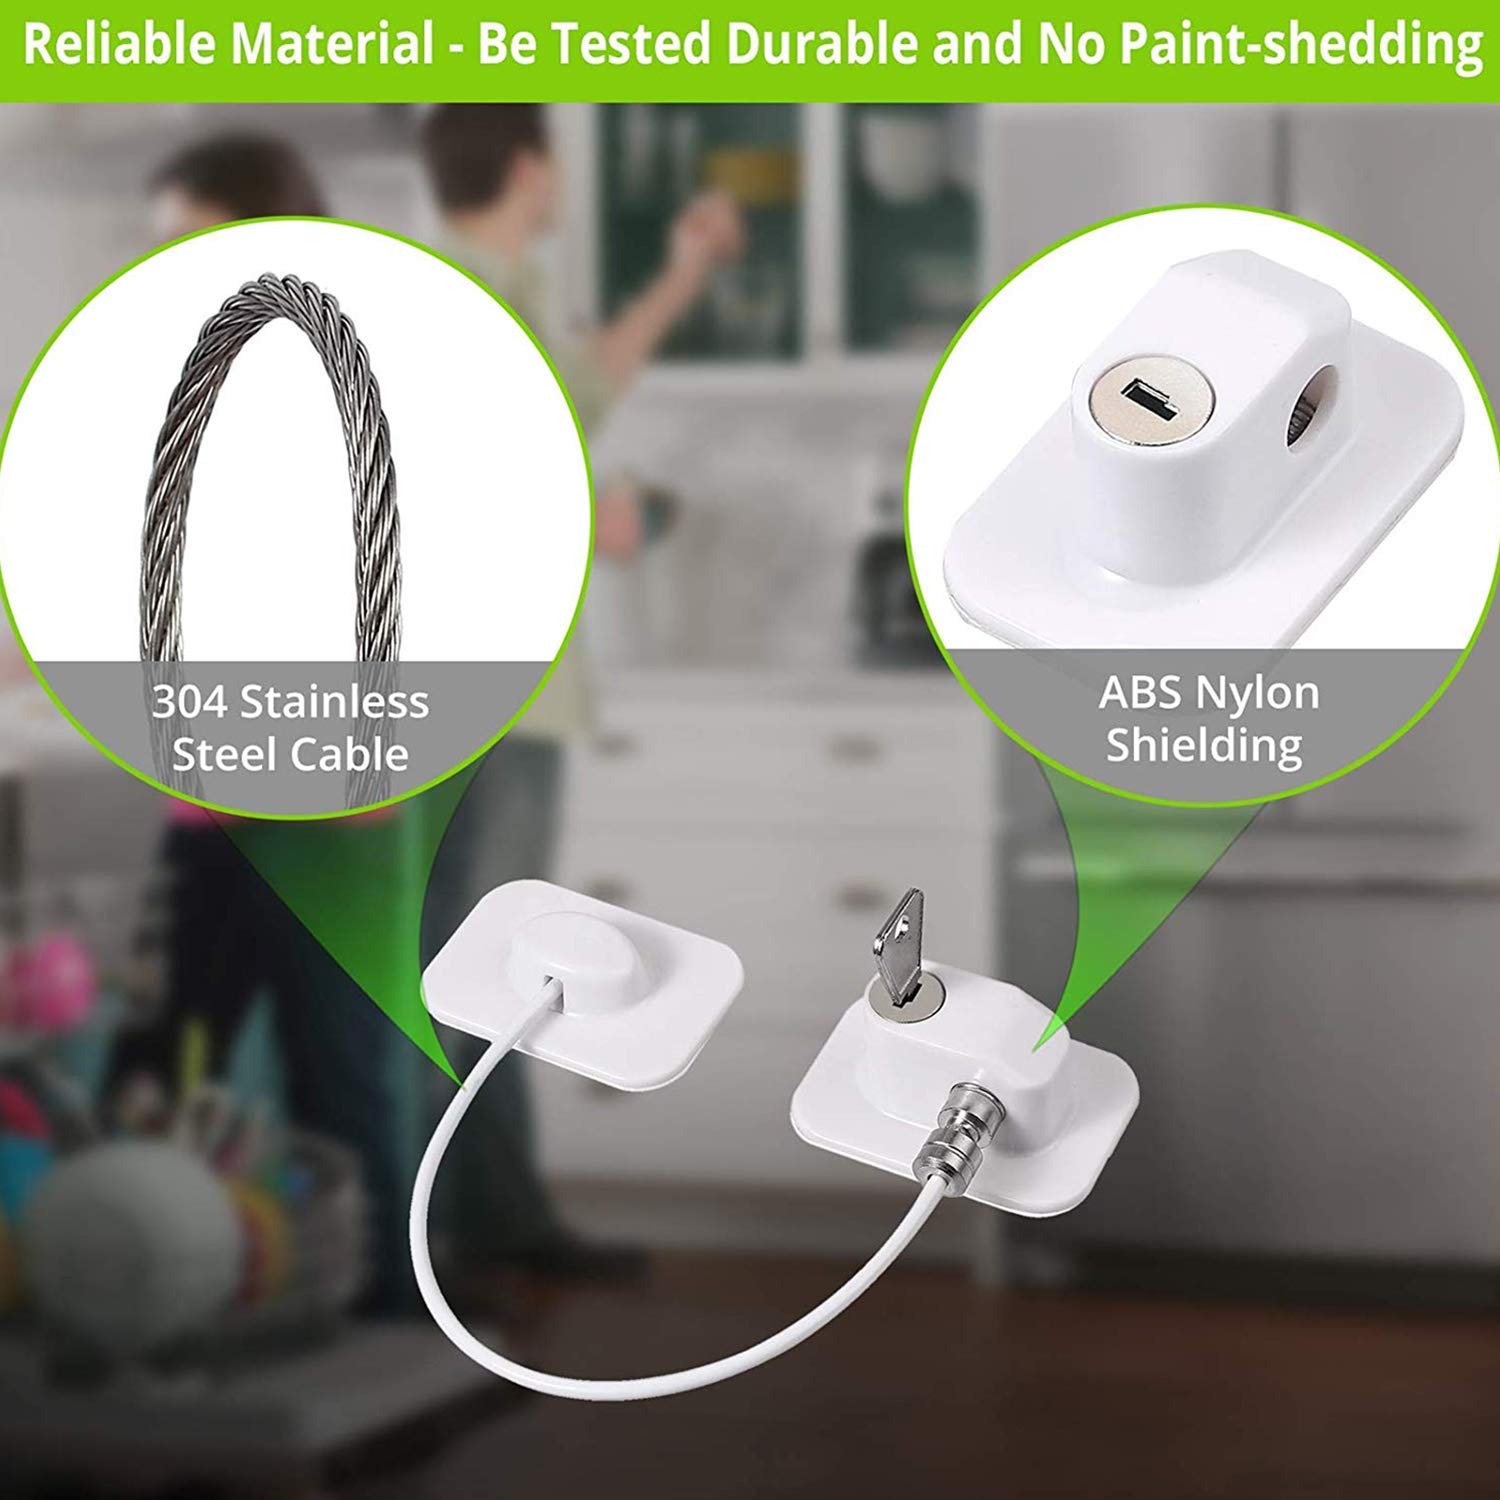 Reliable Material - Be Tested Durable and No Paint-shedding
304 Stainless
Steel Cable
ABS Nylon
Shielding